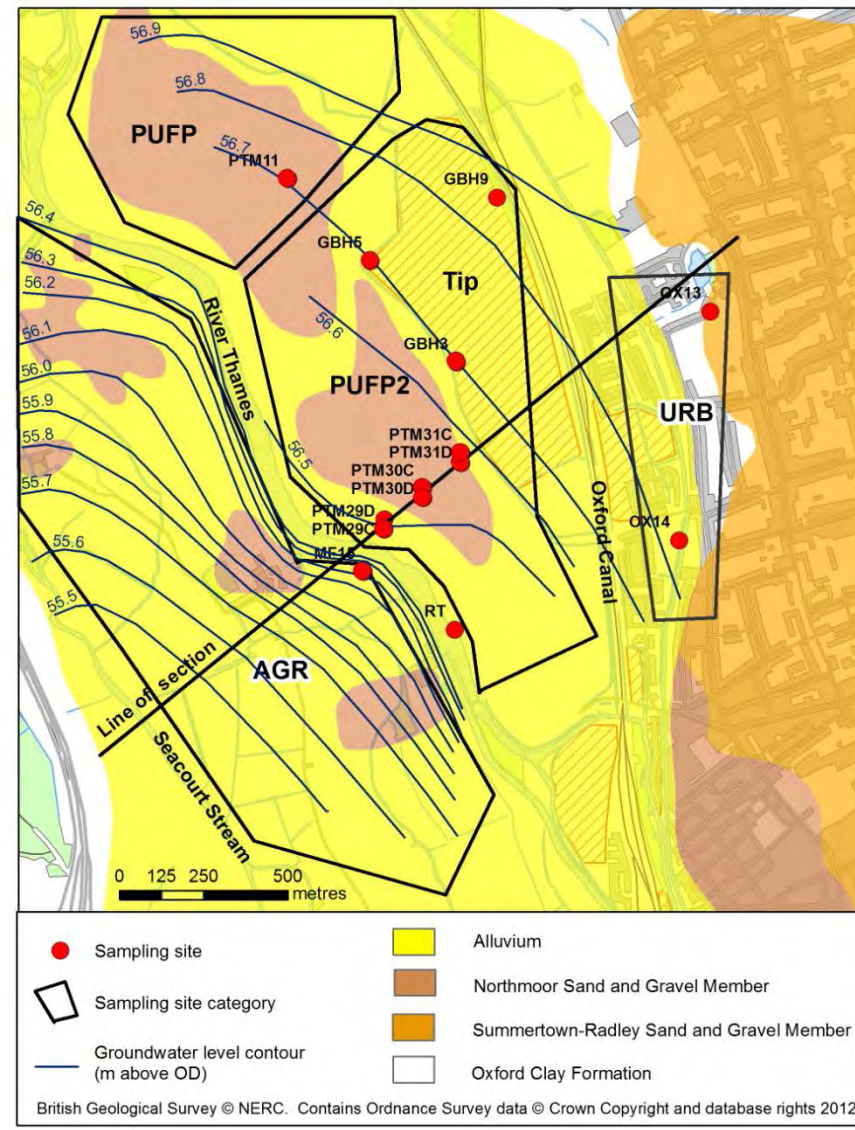 56.9
56.8
PUFP
56.7
PTM11
GBH9
56.4
56.3
56.2
56.1
56.0
55.9
55.8
55.7
55.6
55.5
GBH5
Tip
OX13
River Thames
56.6
GBH3
PUFP2
URB
PTM31C
PTM31D
PTM30C
PTM30D
56.5
PTM29D
PTM29C
OX14
Oxford Canal
RT
AGR
Line of section
Seacourt Stream
0 125 250 500
metres
Sampling site
Sampling site category
Groundwater level contour
(m above OD)
Alluvium
Northmoor Sand and Gravel Member
Summertown-Radley Sand and Gravel Member
Oxford Clay Formation
British Geological Survey © NERC. Contains Ordnance Survey data © Crown Copyright and database rights 2012